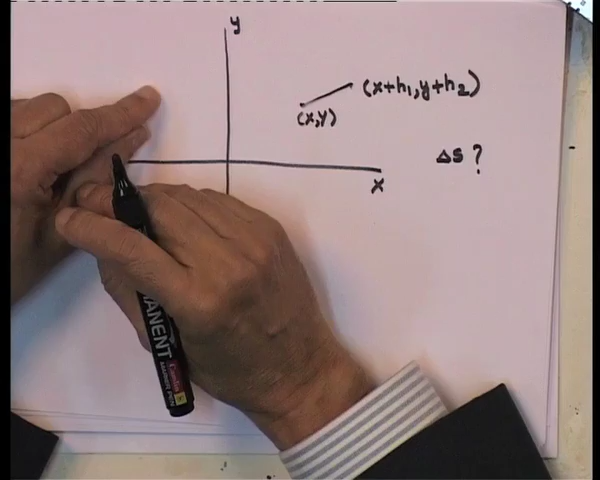 y
(x+h₁,y+h₂)
(x,y)
Δs ?
x
MANENT